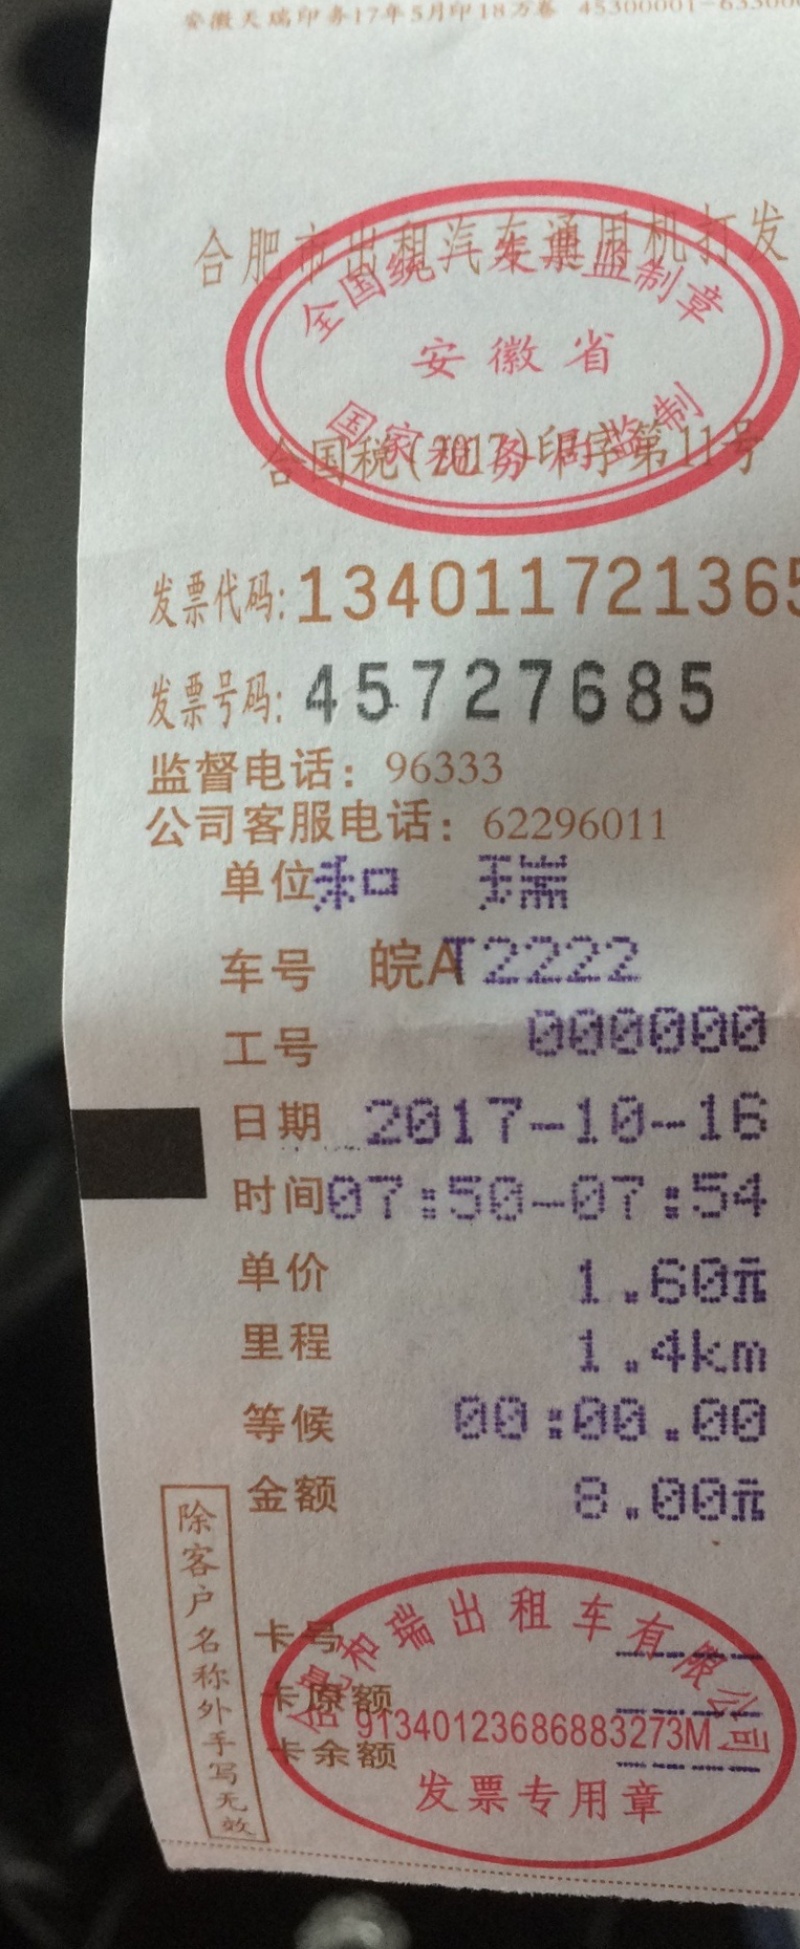 安徽天瑞印务17年5月印18万卷 45300001-633000
合肥市出租汽车通用机打发
全国统一发票监制章
安徽省
国家税务局监制
合国税(2017)印字第11号
发票代码:134011721365
发票号码:45727685
监督电话:96333
公司客服电话:62296011
单位和 瑞
车号 皖AT2222
工号 000000
日期 2017-10-16
时间07:50-07:54
单价 1.60元
里程 1.4km
等候 00:00.00
金额 8.00元
除客户名称外手写无效
卡号
卡原额
卡余额
合肥和瑞出租车有限公司
91340123686883273M
发票专用章